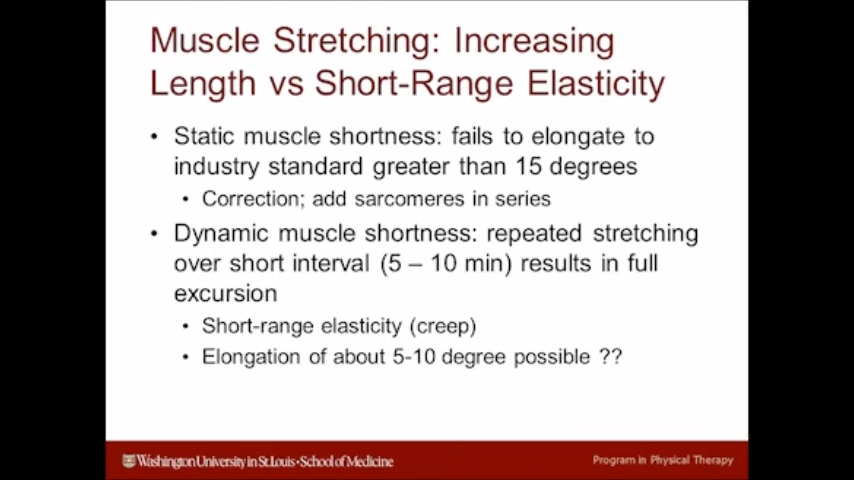 Muscle Stretching: Increasing
Length vs Short-Range Elasticity
• Static muscle shortness: fails to elongate to
industry standard greater than 15 degrees
• Correction; add sarcomeres in series
• Dynamic muscle shortness: repeated stretching
over short interval (5 – 10 min) results in full
excursion
• Short-range elasticity (creep)
• Elongation of about 5-10 degree possible ??
Washington University in St. Louis • School of Medicine
Program in Physical Therapy